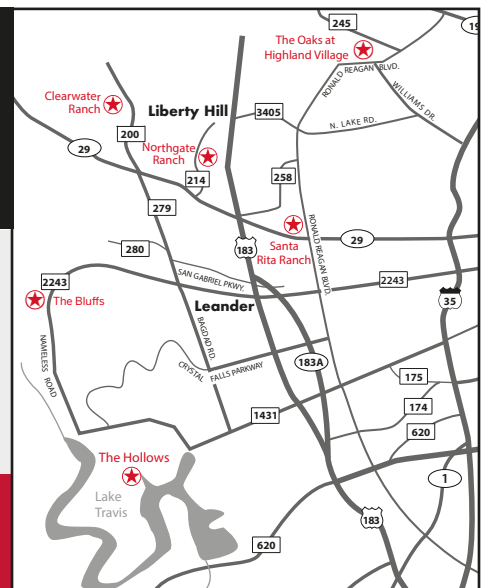 245
19
The Oaks at
Highland Village
RONALD REAGAN BLVD.
WILLIAMS DR.
Clearwater
Ranch
Liberty Hill
3405
N. LAKE RD.
200
29
Northgate
Ranch
214
258
279
RONALD REAGAN BLVD.
280
183
Santa
Rita Ranch
29
2243
SAN GABRIEL PKWY.
2243
The Bluffs
Leander
35
NAMELESS ROAD
BAGDAD RD.
CRYSTAL FALLS PARKWAY
183A
175
174
1431
620
The Hollows
Lake
Travis
1
183
620